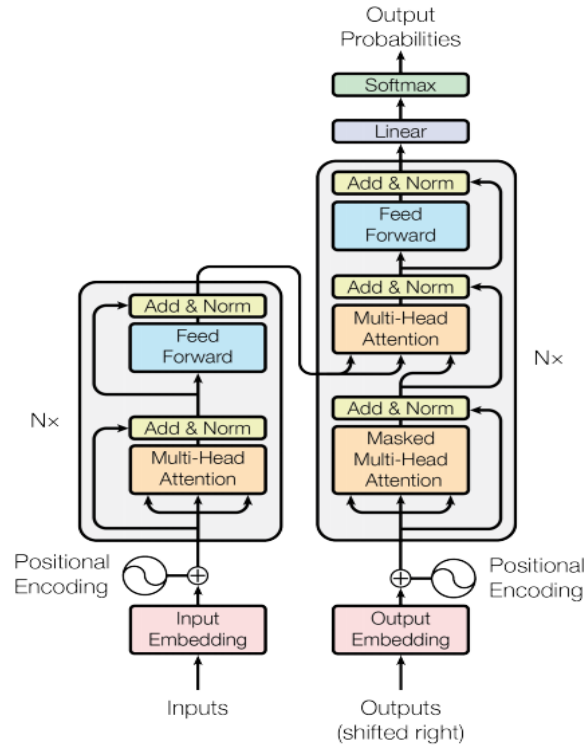 Output
Probabilities
Softmax
Linear
Add & Norm
Feed
Forward
Add & Norm
Multi-Head
Attention
Add & Norm
Masked
Multi-Head
Attention
N×
Add & Norm
Feed
Forward
N×
Add & Norm
Multi-Head
Attention
Positional
Encoding
Positional
Encoding
Input
Embedding
Output
Embedding
Inputs
Outputs
(shifted right)